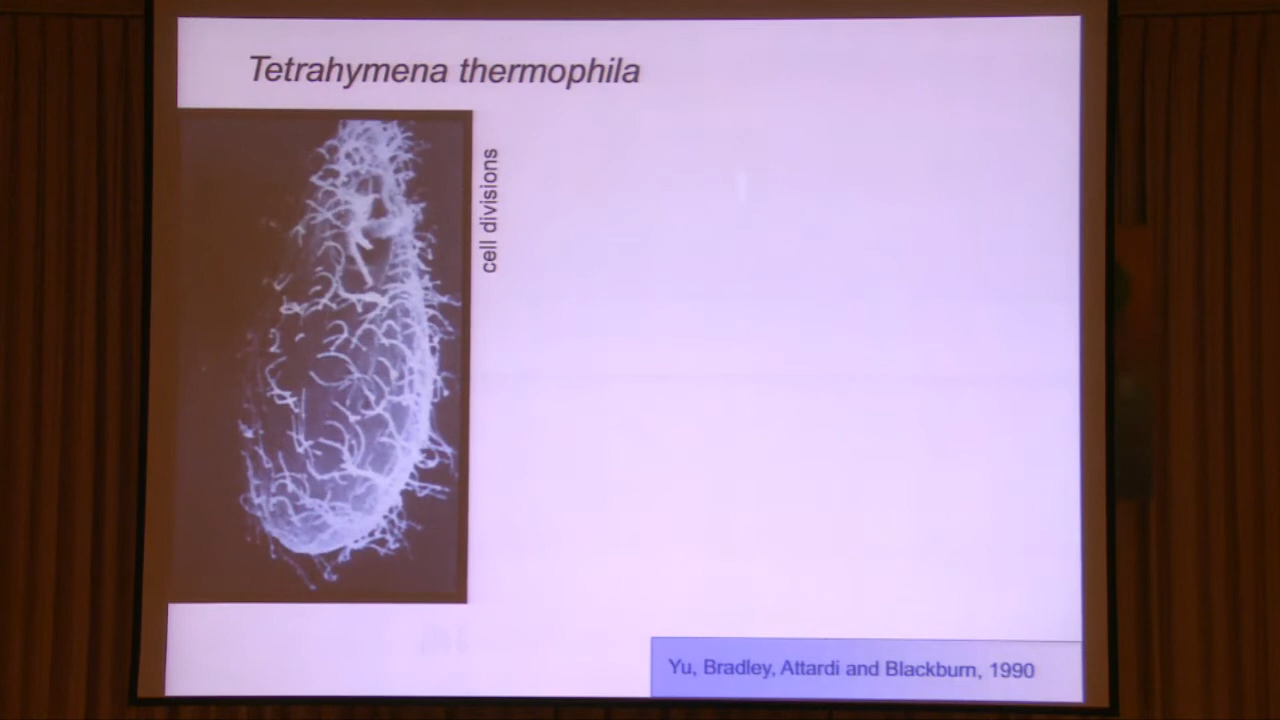 Tetrahymena thermophila
cell divisions
Yu, Bradley, Attardi and Blackburn, 1990